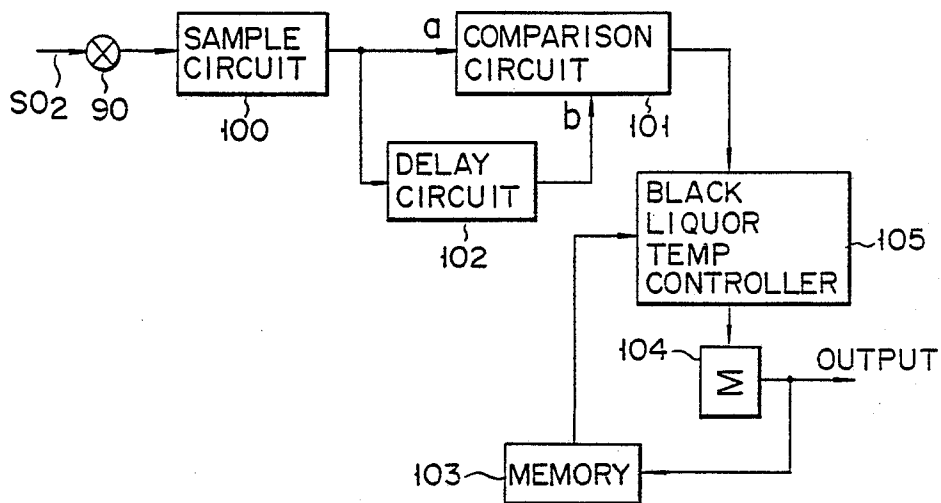 SO2
90
SAMPLE
CIRCUIT
100
a
COMPARISON
CIRCUIT
101
b
DELAY
CIRCUIT
102
BLACK
LIQUOR
TEMP
CONTROLLER
105
104
M
OUTPUT
103
MEMORY